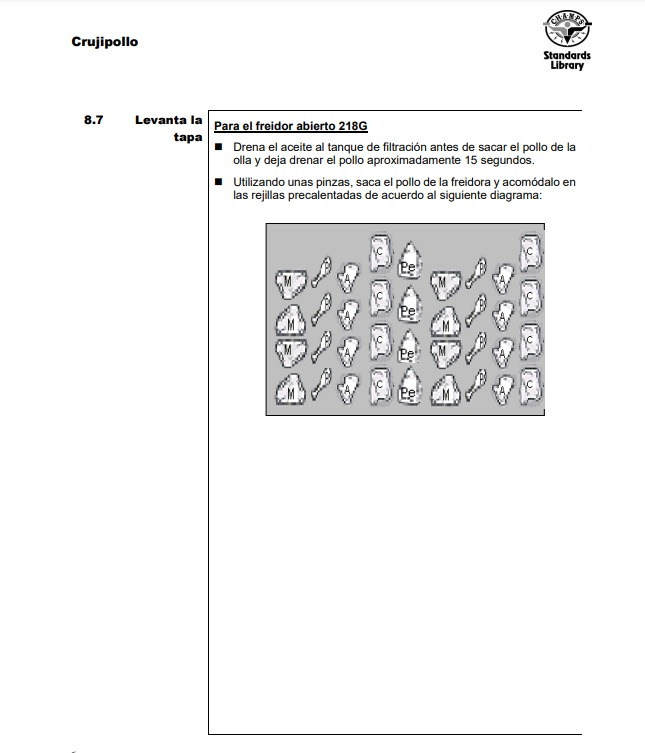 Crujipollo
CHAMPS
Standards
Library
8.7 Levanta la
tapa
Para el freidor abierto 218G
■ Drena el aceite al tanque de filtración antes de sacar el pollo de la
olla y deja drenar el pollo aproximadamente 15 segundos.
■ Utilizando unas pinzas, saca el pollo de la freidora y acomódalo en
las rejillas precalentadas de acuerdo al siguiente diagrama:
M B A C Pe M B A C
M B A C Pe M B A C
M B A C Pe M B A C
M B A C Pe M B A C